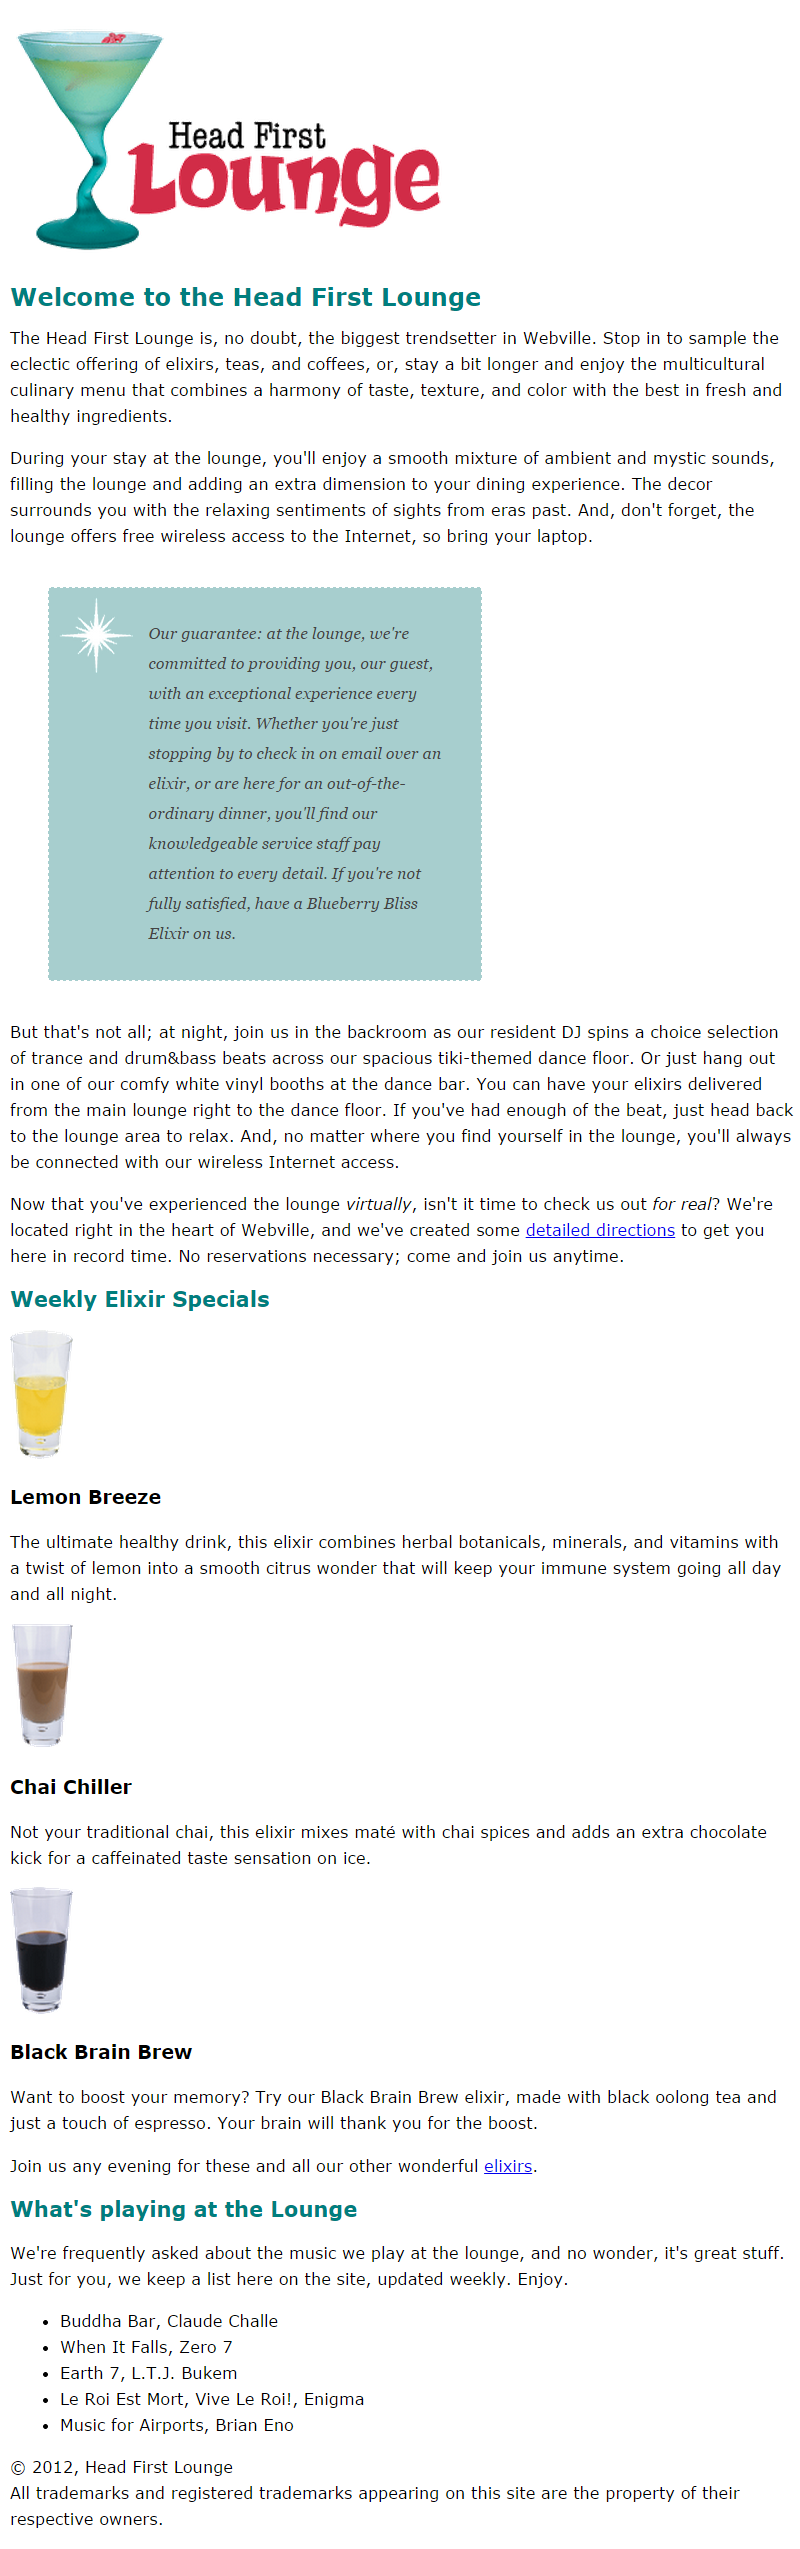 Head First
Lounge
Welcome to the Head First Lounge
The Head First Lounge is, no doubt, the biggest trendsetter in Webville. Stop in to sample the
eclectic offering of elixirs, teas, and coffees, or, stay a bit longer and enjoy the multicultural
culinary menu that combines a harmony of taste, texture, and color with the best in fresh and
healthy ingredients.
During your stay at the lounge, you'll enjoy a smooth mixture of ambient and mystic sounds,
filling the lounge and adding an extra dimension to your dining experience. The decor
surrounds you with the relaxing sentiments of sights from eras past. And, don't forget, the
lounge offers free wireless access to the Internet, so bring your laptop.
Our guarantee: at the lounge, we're
committed to providing you, our guest,
with an exceptional experience every
time you visit. Whether you're just
stopping by to check in on email over an
elixir, or are here for an out-of-the-
ordinary dinner, you'll find our
knowledgeable service staff pay
attention to every detail. If you're not
fully satisfied, have a Blueberry Bliss
Elixir on us.
But that's not all; at night, join us in the backroom as our resident DJ spins a choice selection
of trance and drum&bass beats across our spacious tiki-themed dance floor. Or just hang out
in one of our comfy white vinyl booths at the dance bar. You can have your elixirs delivered
from the main lounge right to the dance floor. If you've had enough of the beat, just head back
to the lounge area to relax. And, no matter where you find yourself in the lounge, you'll always
be connected with our wireless Internet access.
Now that you've experienced the lounge virtually, isn't it time to check us out for real? We're
located right in the heart of Webville, and we've created some detailed directions to get you
here in record time. No reservations necessary; come and join us anytime.
Weekly Elixir Specials
Lemon Breeze
The ultimate healthy drink, this elixir combines herbal botanicals, minerals, and vitamins with
a twist of lemon into a smooth citrus wonder that will keep your immune system going all day
and all night.
Chai Chiller
Not your traditional chai, this elixir mixes maté with chai spices and adds an extra chocolate
kick for a caffeinated taste sensation on ice.
Black Brain Brew
Want to boost your memory? Try our Black Brain Brew elixir, made with black oolong tea and
just a touch of espresso. Your brain will thank you for the boost.
Join us any evening for these and all our other wonderful elixirs.
What's playing at the Lounge
We're frequently asked about the music we play at the lounge, and no wonder, it's great stuff.
Just for you, we keep a list here on the site, updated weekly. Enjoy.
• Buddha Bar, Claude Challe
• When It Falls, Zero 7
• Earth 7, L.T.J. Bukem
• Le Roi Est Mort, Vive Le Roi!, Enigma
• Music for Airports, Brian Eno
© 2012, Head First Lounge
All trademarks and registered trademarks appearing on this site are the property of their
respective owners.